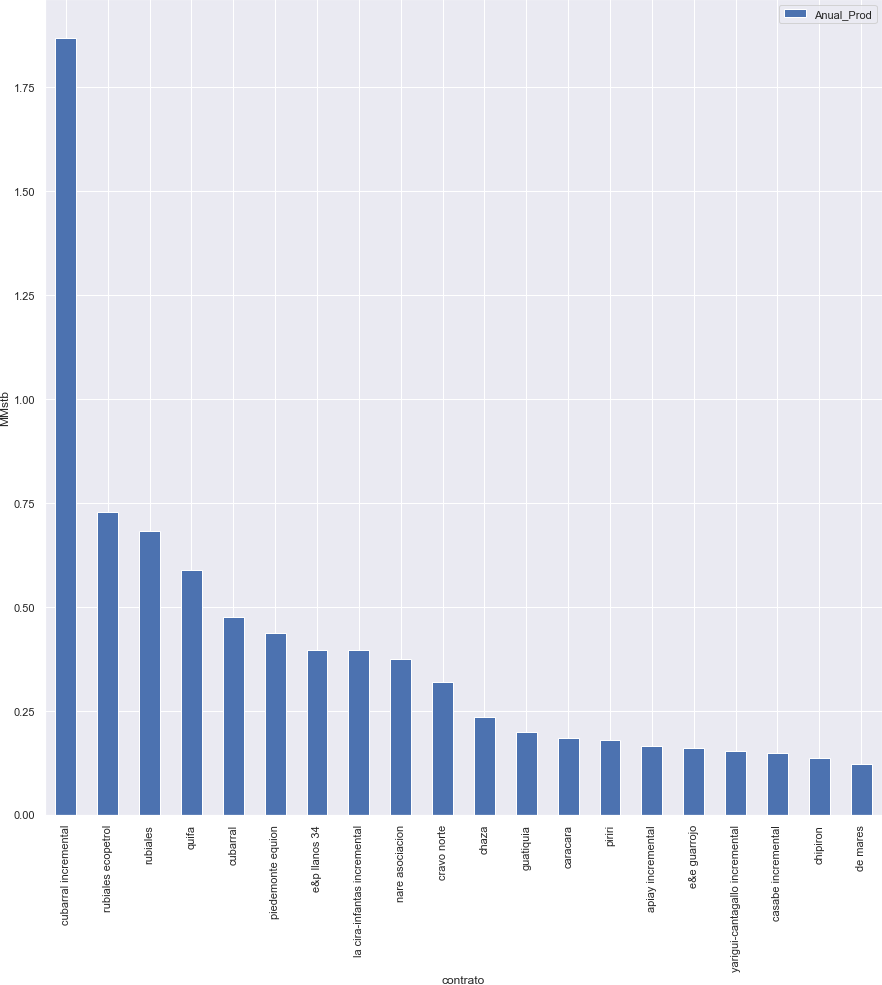 Anual_Prod
1.75
1.50
1.25
1.00
0.75
0.50
0.25
0.00
MMstb
cubarral incremental
rubiales ecopetrol
rubiales
quifa
cubarral
piedemonte equion
e&p llanos 34
la cira-infantas incremental
nare asociacion
cravo norte
chaza
guatiquia
caracara
piriri
apiay incremental
e&e guarrojo
yarigui-cantagallo incremental
casabe incremental
chipiron
de mares
contrato